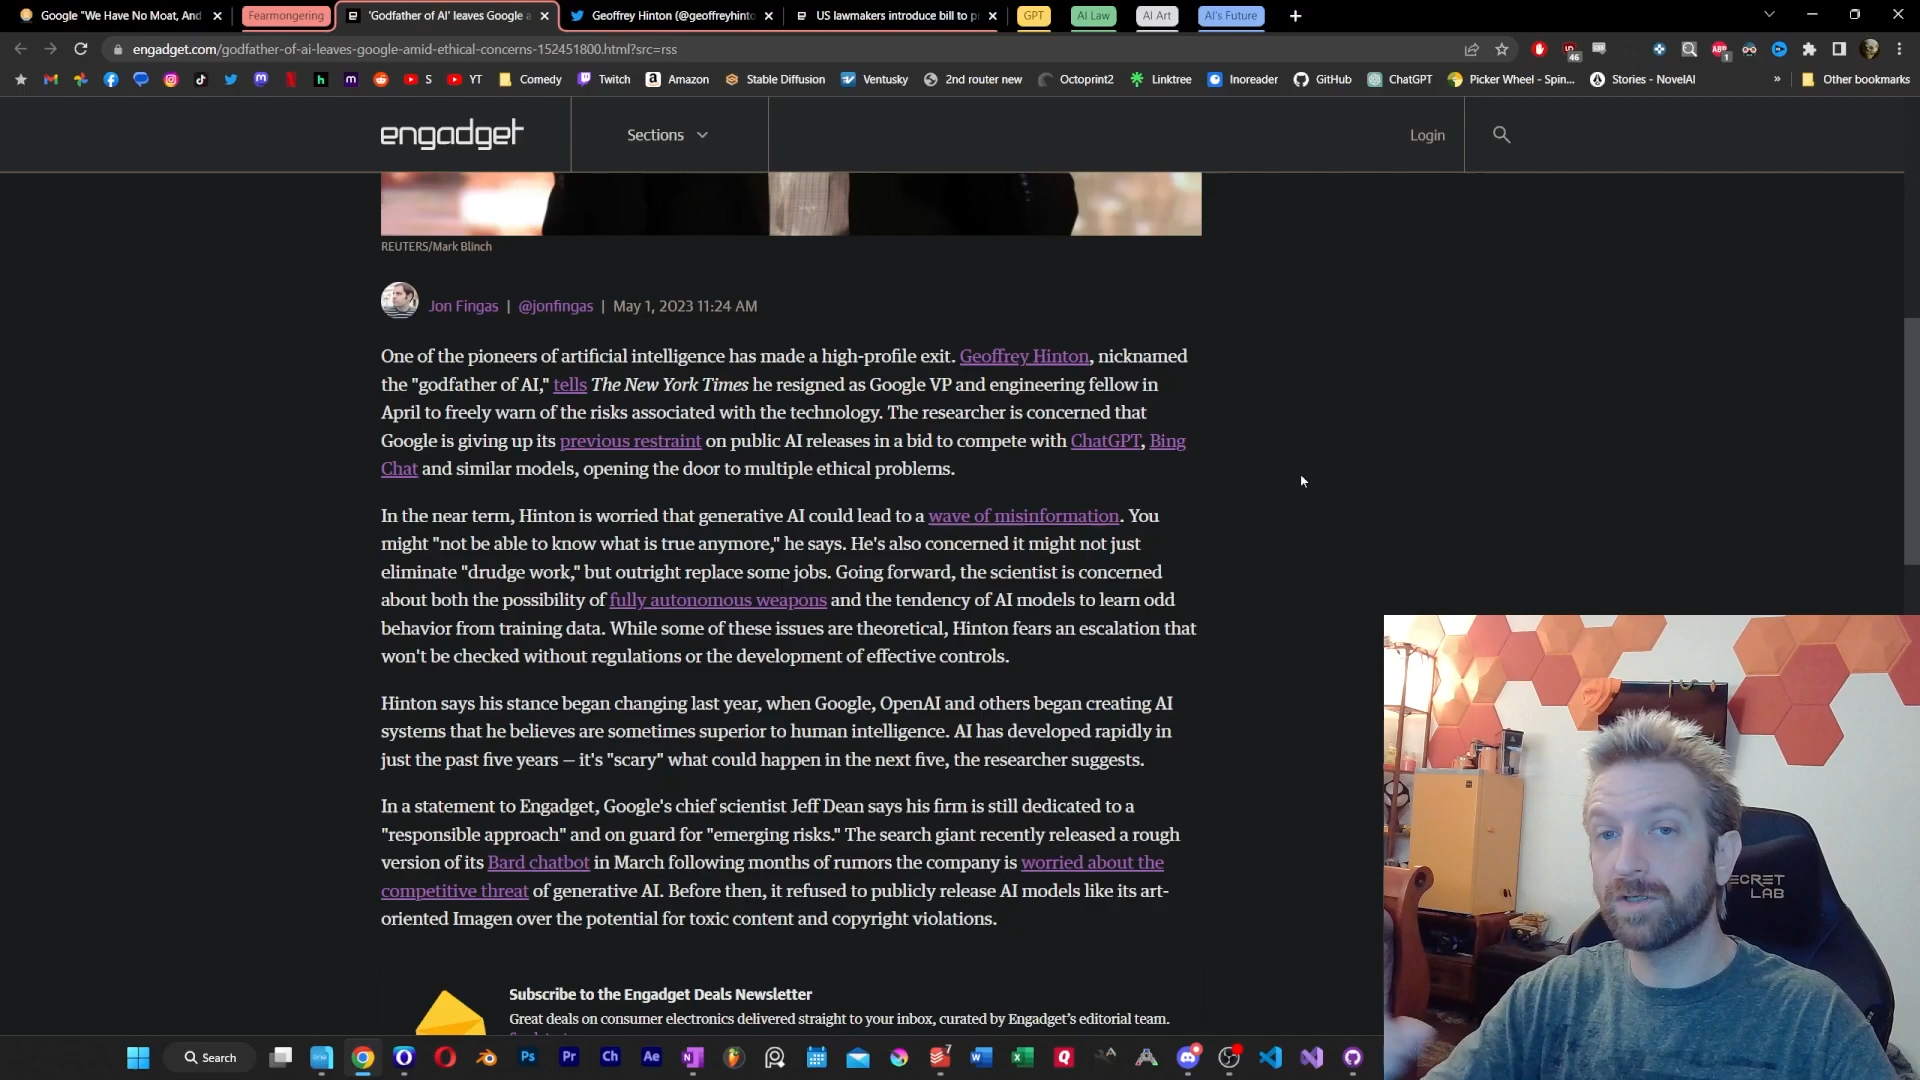 Google "We Have No Moat, And
Fearmongering
'Godfather of AI' leaves Google a
Geoffrey Hinton (@geoffreyhinto
US lawmakers introduce bill to p
GPT
AI Law
AI Art
AI's Future
engadget.com/godfather-of-ai-leaves-google-amid-ethical-concerns-152451800.html?src=rss
S
YT
Comedy
Twitch
Amazon
Stable Diffusion
Ventusky
2nd router new
Octoprint2
Linktree
Inoreader
GitHub
ChatGPT
Picker Wheel - Spin...
Stories - NovelAI
»
Other bookmarks
engadget
Sections
Login
REUTERS/Mark Blinch
Jon Fingas | @jonfingas | May 1, 2023 11:24 AM
One of the pioneers of artificial intelligence has made a high-profile exit. Geoffrey Hinton, nicknamed
the "godfather of AI," tells The New York Times he resigned as Google VP and engineering fellow in
April to freely warn of the risks associated with the technology. The researcher is concerned that
Google is giving up its previous restraint on public AI releases in a bid to compete with ChatGPT, Bing
Chat and similar models, opening the door to multiple ethical problems.
In the near term, Hinton is worried that generative AI could lead to a wave of misinformation. You
might "not be able to know what is true anymore," he says. He's also concerned it might not just
eliminate "drudge work," but outright replace some jobs. Going forward, the scientist is concerned
about both the possibility of fully autonomous weapons and the tendency of AI models to learn odd
behavior from training data. While some of these issues are theoretical, Hinton fears an escalation that
won't be checked without regulations or the development of effective controls.
Hinton says his stance began changing last year, when Google, OpenAI and others began creating AI
systems that he believes are sometimes superior to human intelligence. AI has developed rapidly in
just the past five years — it's "scary" what could happen in the next five, the researcher suggests.
In a statement to Engadget, Google's chief scientist Jeff Dean says his firm is still dedicated to a
"responsible approach" and on guard for "emerging risks." The search giant recently released a rough
version of its Bard chatbot in March following months of rumors the company is worried about the
competitive threat of generative AI. Before then, it refused to publicly release AI models like its art-
oriented Imagen over the potential for toxic content and copyright violations.
Subscribe to the Engadget Deals Newsletter
Great deals on consumer electronics delivered straight to your inbox, curated by Engadget's editorial team.
ECRET
LAB
Search
Ps
Pr
Ch
Ae